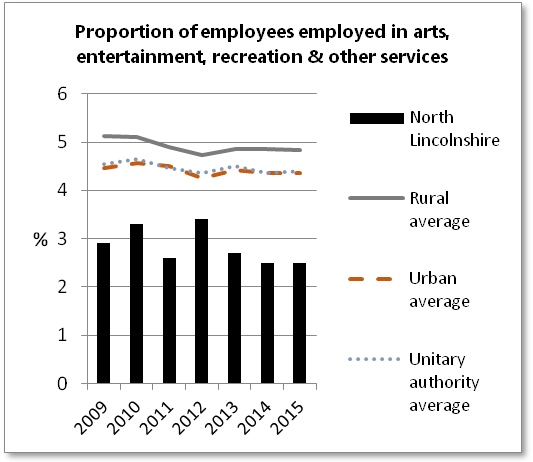 Proportion of employees employed in arts,
entertainment, recreation & other services
6
5
4
3
2
1
0
%
2009
2010
2011
2012
2013
2014
2015
North
Lincolnshire
Rural
average
Urban
average
Unitary
authority
average